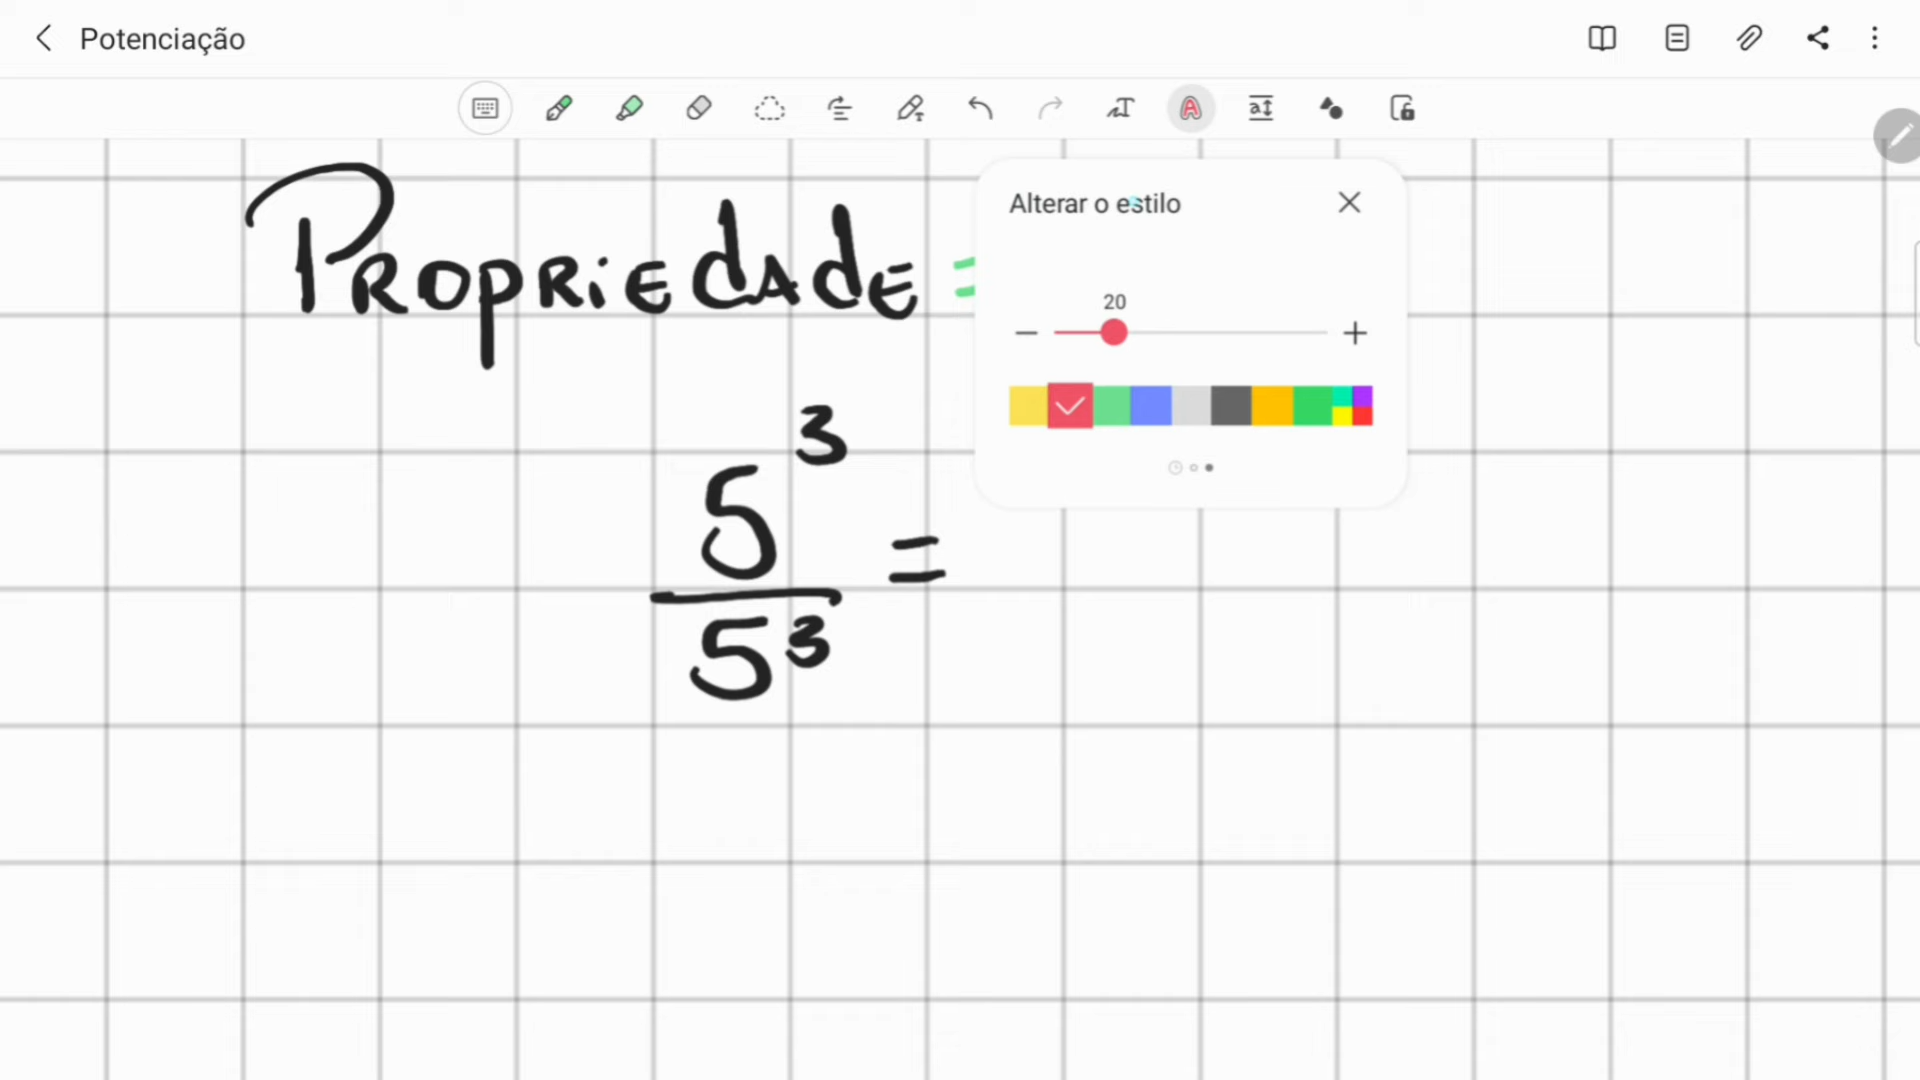 Potenciação
PROPRiEdAdE =
Alterar o estilo
20
5³
5³
=